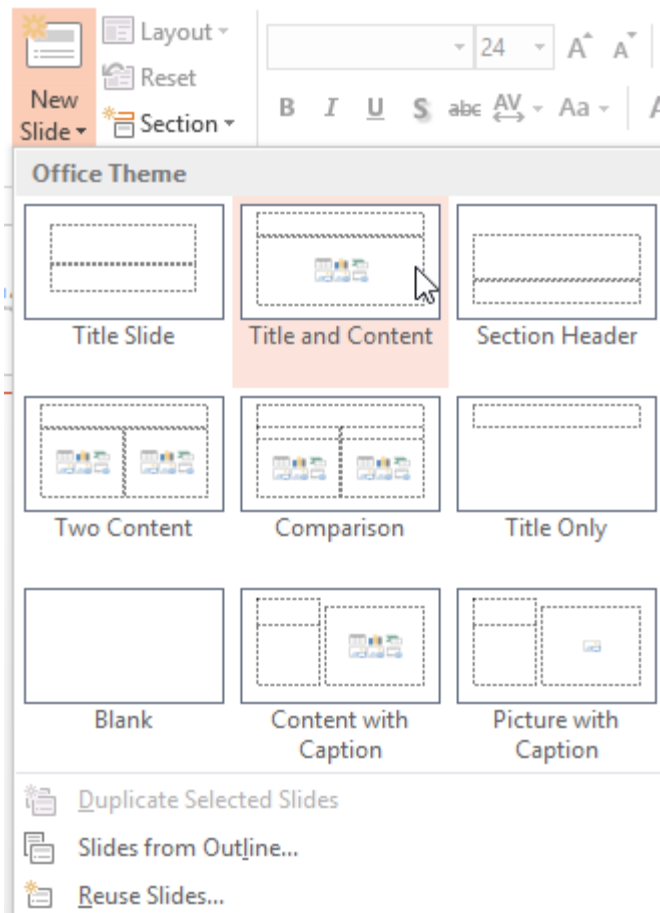 New
Slide
Layout
Reset
Section
24
A A
B I U S abc AV Aa A
Office Theme
Title Slide
Title and Content
Section Header
Two Content
Comparison
Title Only
Blank
Content with
Caption
Picture with
Caption
Duplicate Selected Slides
Slides from Outline...
Reuse Slides...